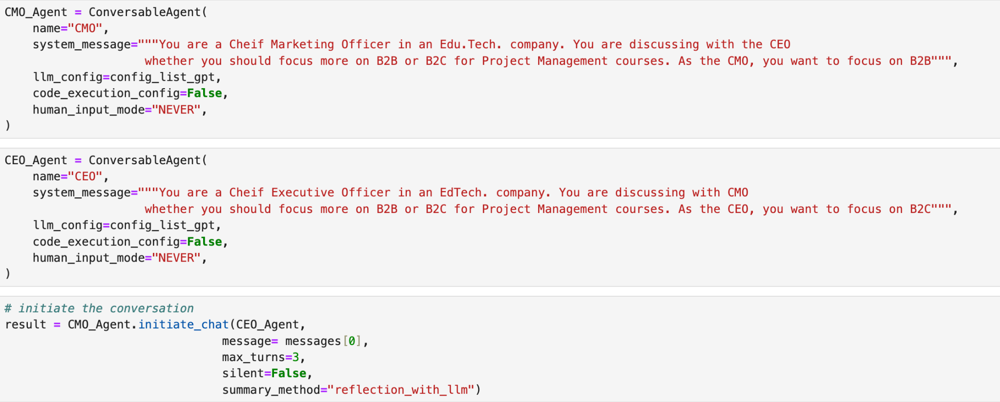 CMO_Agent = ConversableAgent(
    name="CMO",
    system_message="""You are a Cheif Marketing Officer in an Edu.Tech. company. You are discussing with the CEO
                    whether you should focus more on B2B or B2C for Project Management courses. As the CMO, you want to focus on B2B""",
    llm_config=config_list_gpt,
    code_execution_config=False,
    human_input_mode="NEVER",
)
CEO_Agent = ConversableAgent(
    name="CEO",
    system_message="""You are a Cheif Executive Officer in an EdTech. company. You are discussing with CMO
                    whether you should focus more on B2B or B2C for Project Management courses. As the CEO, you want to focus on B2C""",
    llm_config=config_list_gpt,
    code_execution_config=False,
    human_input_mode="NEVER",
)
# initiate the conversation
result = CMO_Agent.initiate_chat(CEO_Agent,
                               message= messages[0],
                               max_turns=3,
                               silent=False,
                               summary_method="reflection_with_llm")